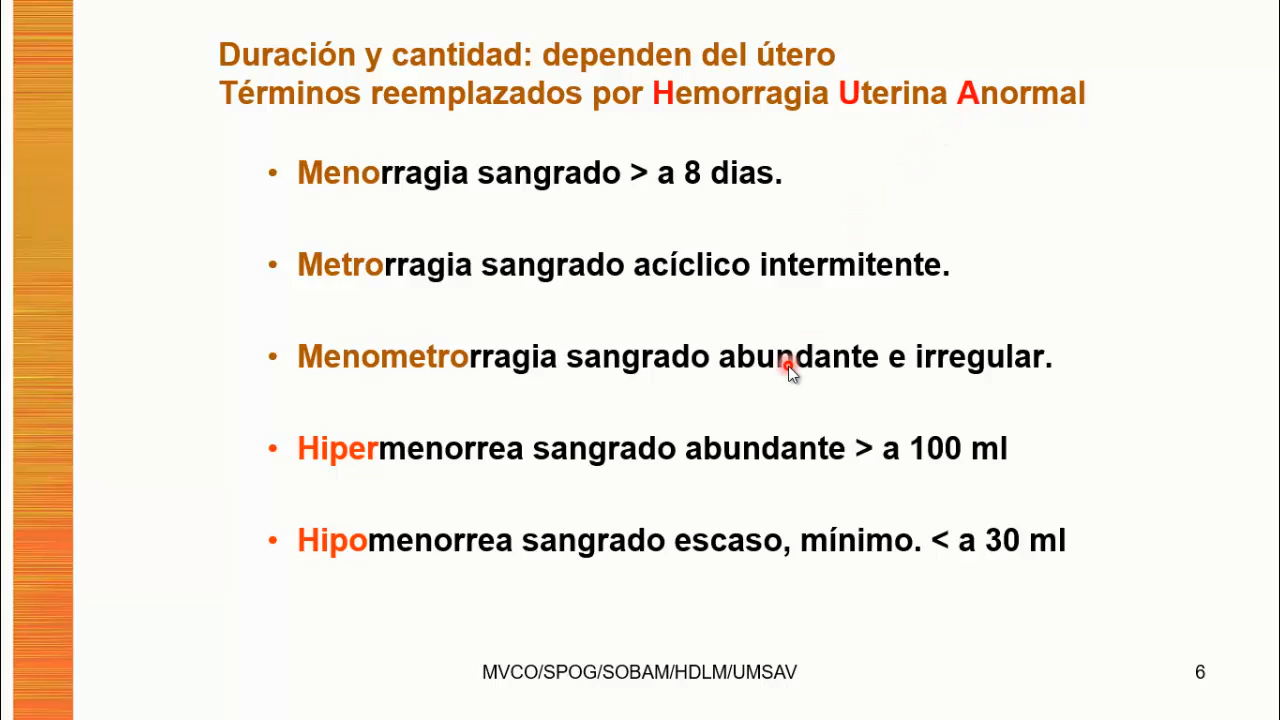 Duración y cantidad: dependen del útero
Términos reemplazados por Hemorragia Uterina Anormal
• Menorragia sangrado > a 8 dias.
• Metrorragia sangrado acíclico intermitente.
• Menometrorragia sangrado abundante e irregular.
• Hipermenorrea sangrado abundante > a 100 ml
• Hipomenorrea sangrado escaso, mínimo. < a 30 ml
MVCO/SPOG/SOBAM/HDLM/UMSAV
6